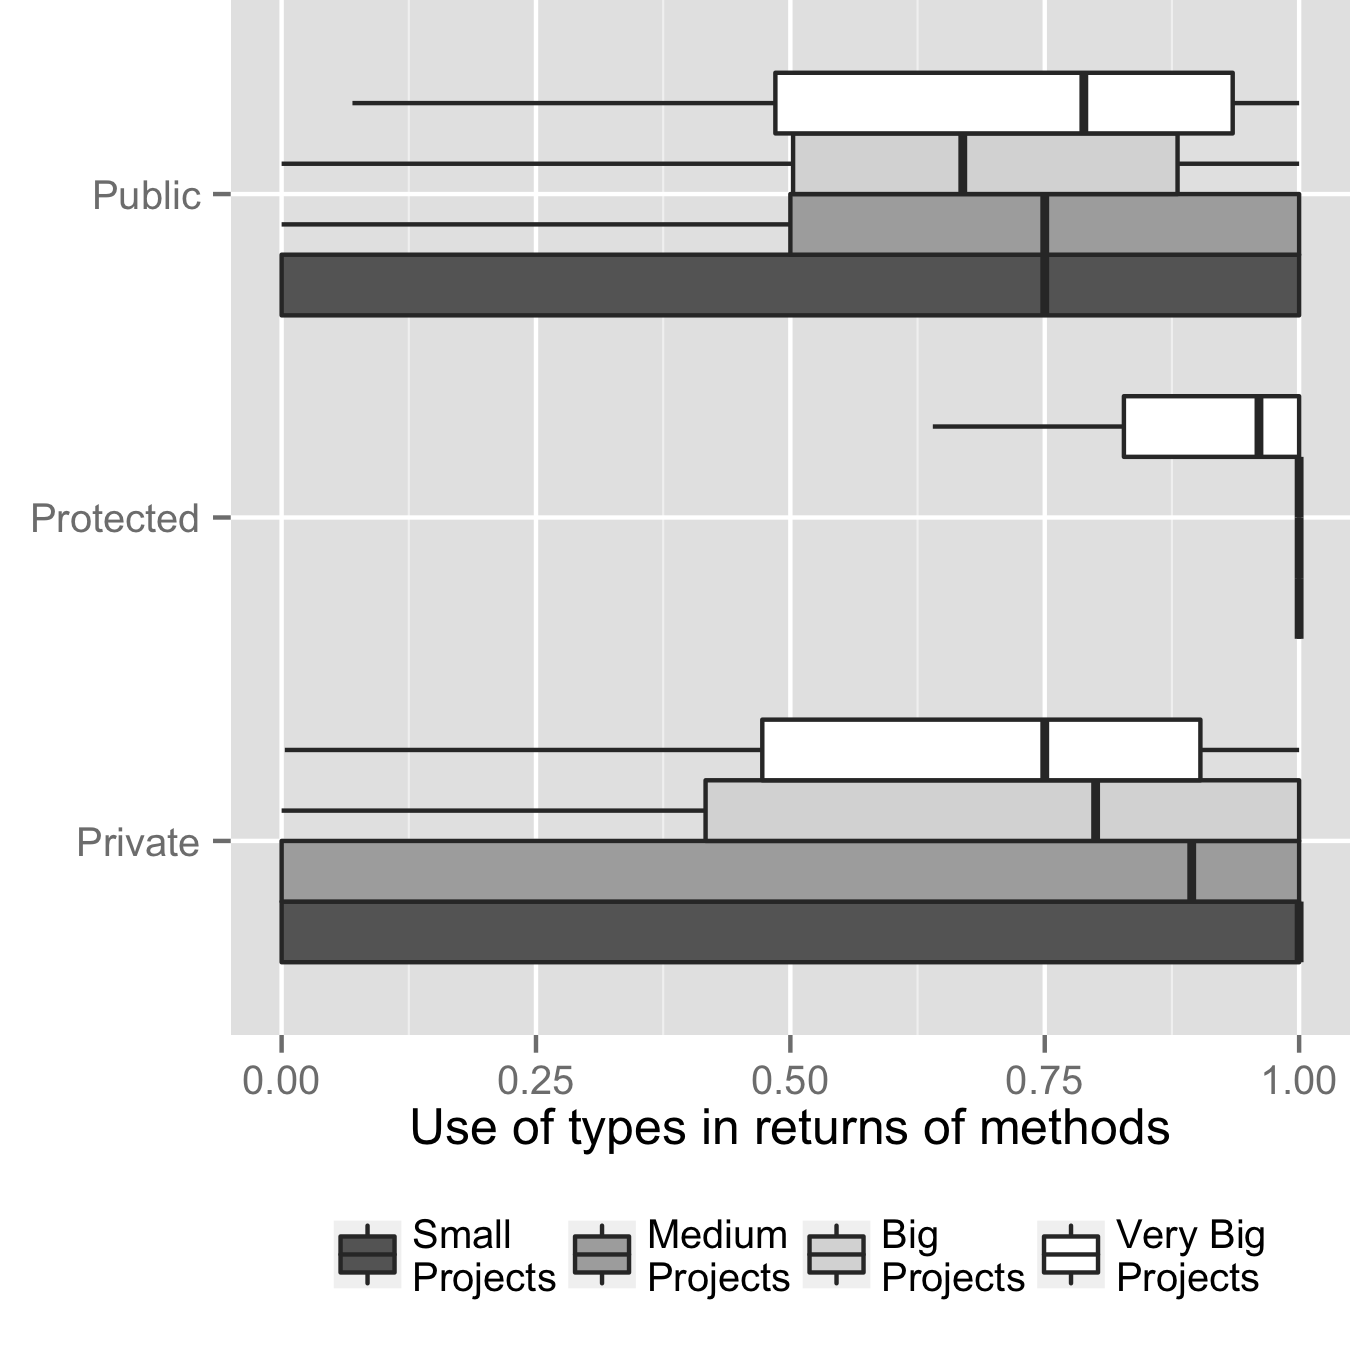 Public
Protected
Private
0.00 0.25 0.50 0.75 1.00
Use of types in returns of methods
Small Projects
Medium Projects
Big Projects
Very Big Projects